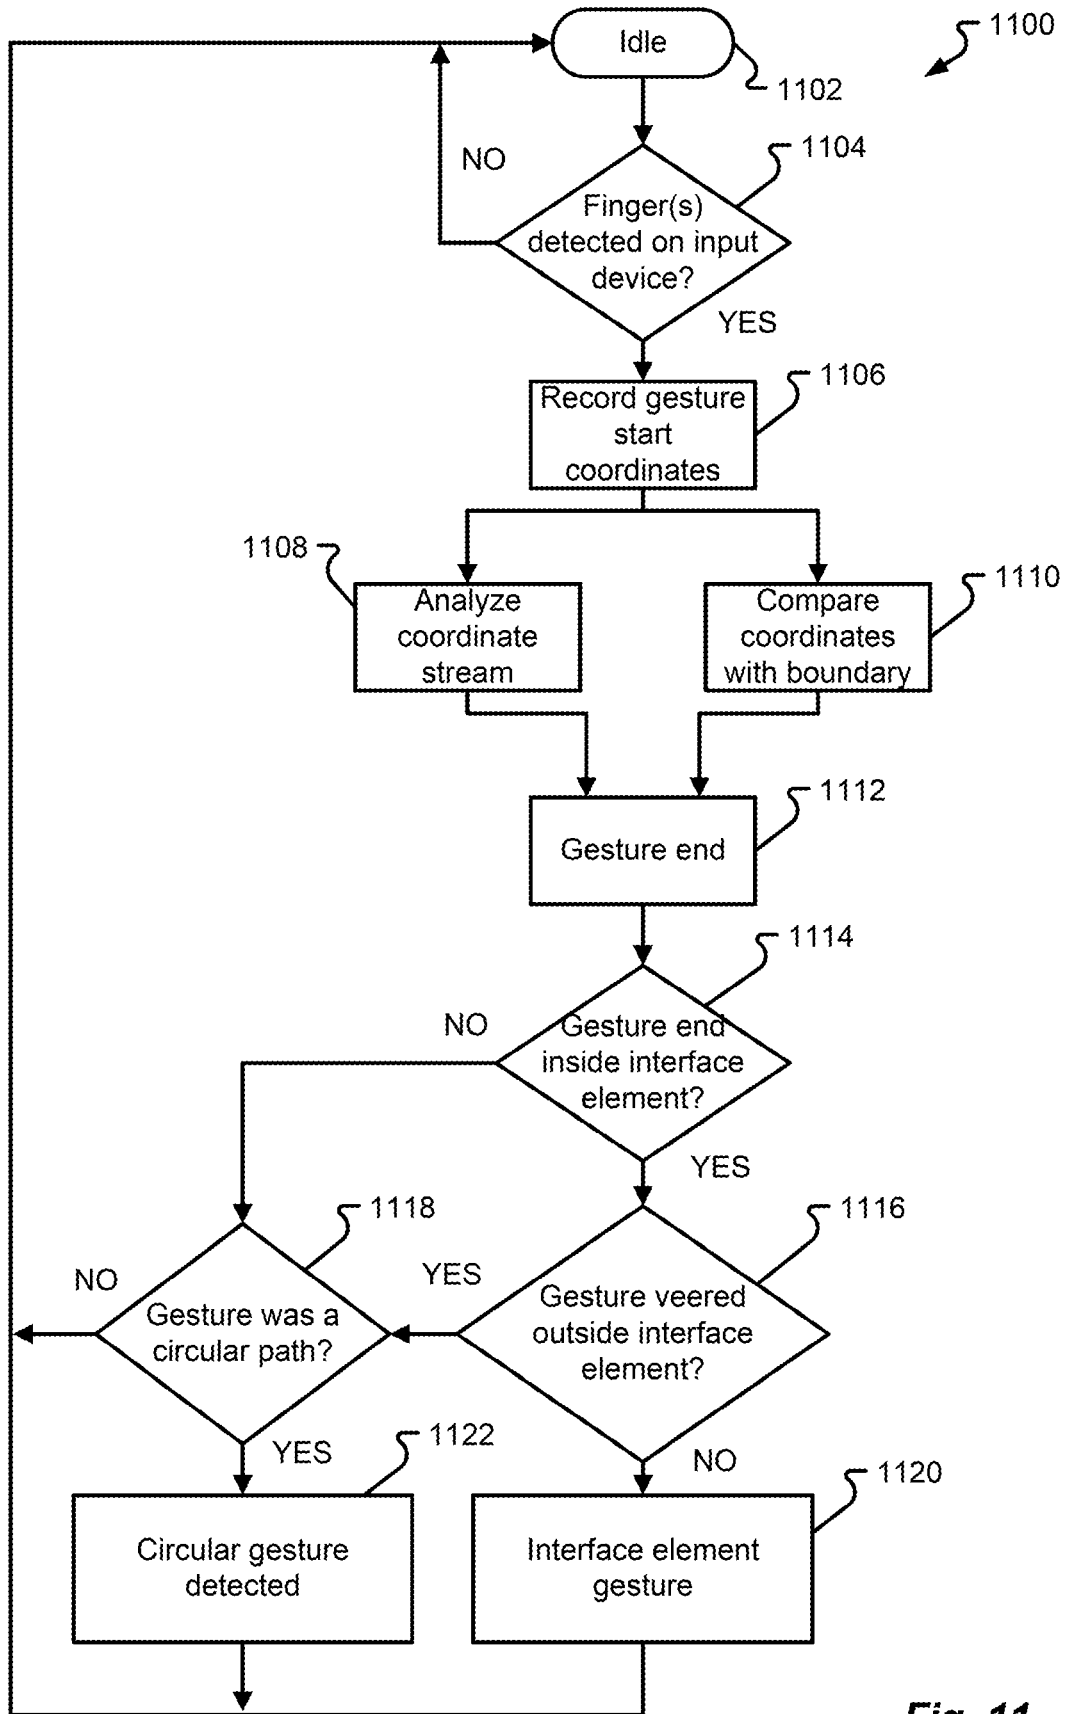 Idle
1100
1102
NO
1104
Finger(s)
detected on input
device?
YES
1106
Record gesture
start
coordinates
1108
Analyze
coordinate
stream
1110
Compare
coordinates
with boundary
1112
Gesture end
1114
NO
Gesture end
inside interface
element?
YES
1118
1116
NO
YES
Gesture was a
circular path?
Gesture veered
outside interface
element?
YES
1122
NO
1120
Circular gesture
detected
Interface element
gesture
Fig. 11